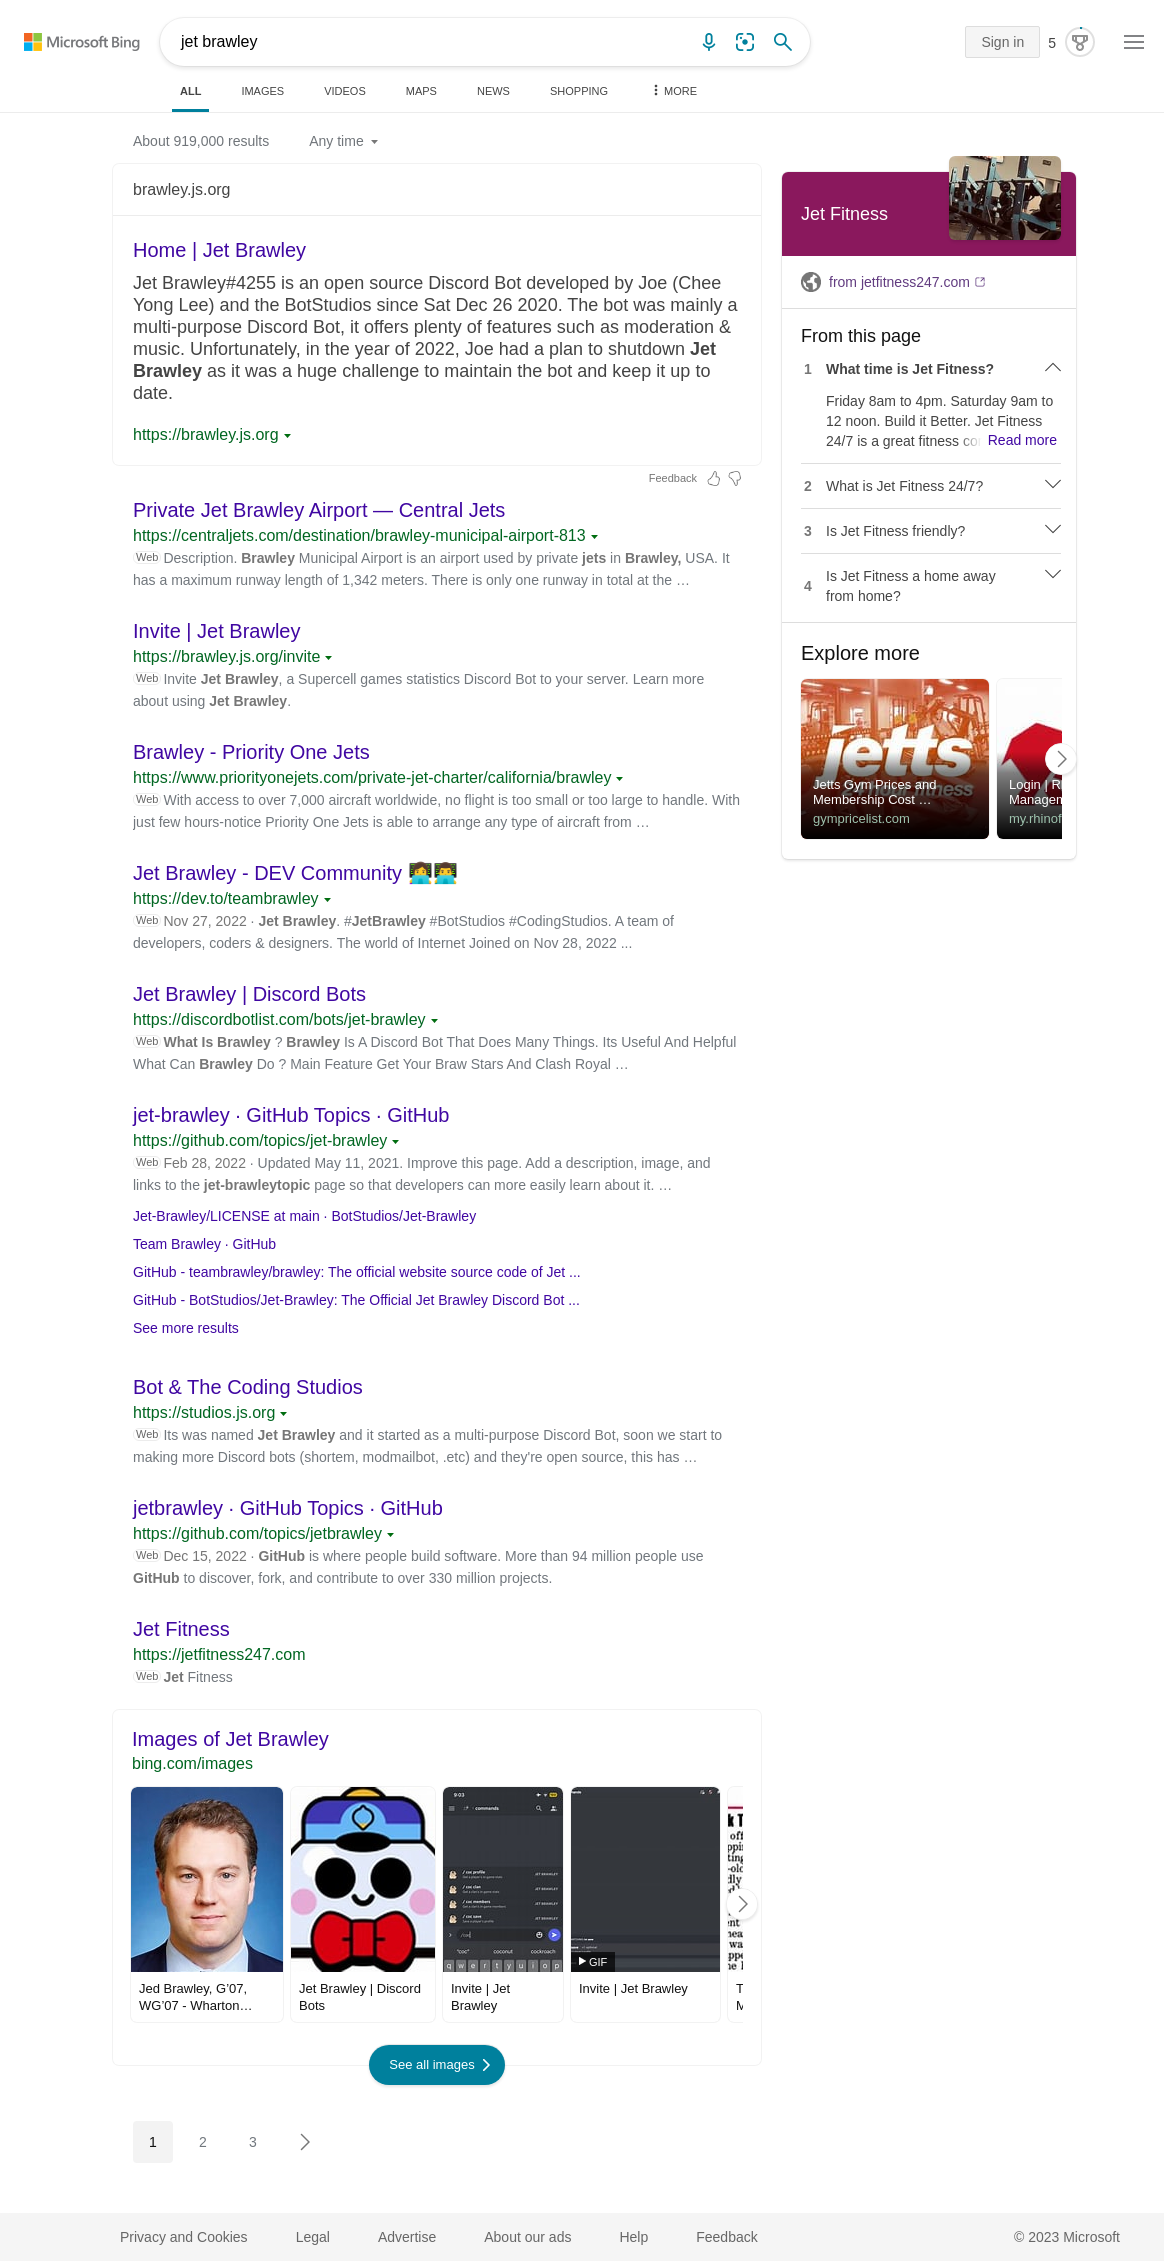 Microsoft Bing
jet brawley
Sign in
5
ALL
IMAGES
VIDEOS
MAPS
NEWS
SHOPPING
MORE
About 919,000 results
Any time
brawley.js.org
Home | Jet Brawley
Jet Brawley#4255 is an open source Discord Bot developed by Joe (Chee
Yong Lee) and the BotStudios since Sat Dec 26 2020. The bot was mainly a
multi-purpose Discord Bot, it offers plenty of features such as moderation &
music. Unfortunately, in the year of 2022, Joe had a plan to shutdown Jet
Brawley as it was a huge challenge to maintain the bot and keep it up to
date.
https://brawley.js.org
Feedback
Private Jet Brawley Airport — Central Jets
https://centraljets.com/destination/brawley-municipal-airport-813
Web Description. Brawley Municipal Airport is an airport used by private jets in Brawley, USA. It
has a maximum runway length of 1,342 meters. There is only one runway in total at the …
Invite | Jet Brawley
https://brawley.js.org/invite
Web Invite Jet Brawley, a Supercell games statistics Discord Bot to your server. Learn more
about using Jet Brawley.
Brawley - Priority One Jets
https://www.priorityonejets.com/private-jet-charter/california/brawley
Web With access to over 7,000 aircraft worldwide, no flight is too small or too large to handle. With
just few hours-notice Priority One Jets is able to arrange any type of aircraft from …
Jet Brawley - DEV Community 👩‍💻👨‍💻
https://dev.to/teambrawley
Web Nov 27, 2022 · Jet Brawley. #JetBrawley #BotStudios #CodingStudios. A team of
developers, coders & designers. The world of Internet Joined on Nov 28, 2022 ...
Jet Brawley | Discord Bots
https://discordbotlist.com/bots/jet-brawley
Web What Is Brawley ? Brawley Is A Discord Bot That Does Many Things. Its Useful And Helpful
What Can Brawley Do ? Main Feature Get Your Braw Stars And Clash Royal …
jet-brawley · GitHub Topics · GitHub
https://github.com/topics/jet-brawley
Web Feb 28, 2022 · Updated May 11, 2021. Improve this page. Add a description, image, and
links to the jet-brawleytopic page so that developers can more easily learn about it. …
Jet-Brawley/LICENSE at main · BotStudios/Jet-Brawley
Team Brawley · GitHub
GitHub - teambrawley/brawley: The official website source code of Jet ...
GitHub - BotStudios/Jet-Brawley: The Official Jet Brawley Discord Bot ...
See more results
Bot & The Coding Studios
https://studios.js.org
Web Its was named Jet Brawley and it started as a multi-purpose Discord Bot, soon we start to
making more Discord bots (shortem, modmailbot, .etc) and they're open source, this has …
jetbrawley · GitHub Topics · GitHub
https://github.com/topics/jetbrawley
Web Dec 15, 2022 · GitHub is where people build software. More than 94 million people use
GitHub to discover, fork, and contribute to over 330 million projects.
Jet Fitness
https://jetfitness247.com
Web Jet Fitness
Images of Jet Brawley
bing.com/images
9:03
commands
/ coc profile
/ coc clan
/ coc members
/ coc save
"coc" coconut cockroach
q w e r t y u i o p
GIF
Jed Brawley, G’07,
WG’07 - Wharton…
Jet Brawley | Discord
Bots
Invite | Jet
Brawley
Invite | Jet Brawley
See all images
1
2
3
Jet Fitness
from jetfitness247.com
From this page
1 What time is Jet Fitness?
Friday 8am to 4pm. Saturday 9am to
12 noon. Build it Better. Jet Fitness
24/7 is a great fitness co Read more
2 What is Jet Fitness 24/7?
3 Is Jet Fitness friendly?
4 Is Jet Fitness a home away
from home?
Explore more
jetts
24 hour fitness
Jetts Gym Prices and
Membership Cost …
gympricelist.com
Login | R
Managen
my.rhinof
Privacy and Cookies
Legal
Advertise
About our ads
Help
Feedback
© 2023 Microsoft